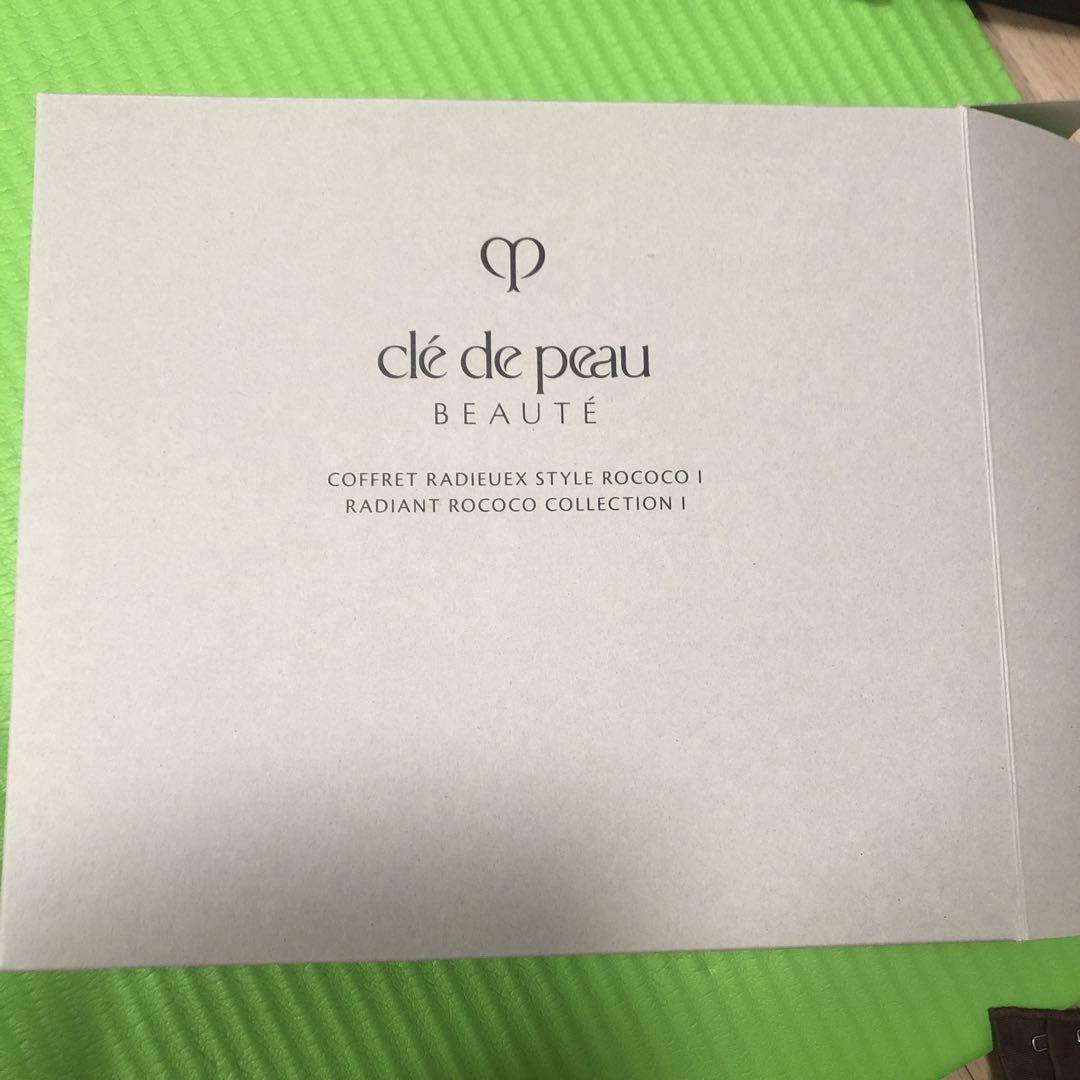 clé de peau
BEAUTÉ
COFFRET RADIEUEX STYLE ROCOCO I
RADIANT ROCOCO COLLECTION I